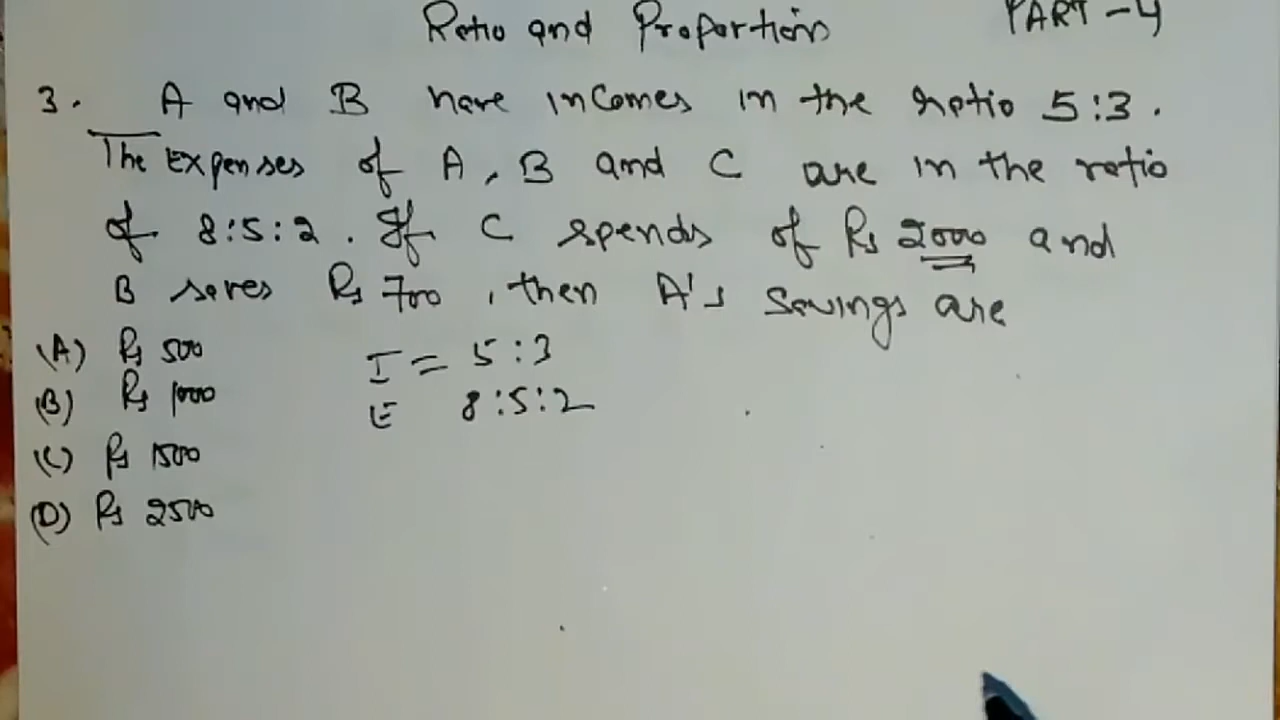 Ratio and Proportion PART-4
3. A and B have incomes in the ratio 5:3.
The Expenses of A, B and C are in the ratio
of 8:5:2. If C spends of Rs 2000 and
B saves Rs 700, then A's Savings are
(A) Rs 500
(B) Rs 1000
(C) Rs 1500
(D) Rs 2500
I = 5:3
E 8:5:2